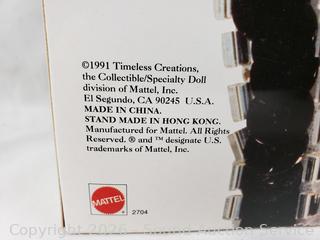 ©1991 Timeless Creations,
the Collectible/Specialty Doll
division of Mattel, Inc.
El Segundo, CA 90245 U.S.A.
MADE IN CHINA.
STAND MADE IN HONG KONG.
Manufactured for Mattel. All Rights
Reserved. ® and ™ designate U.S.
trademarks of Mattel, Inc.
MATTEL
®
2704